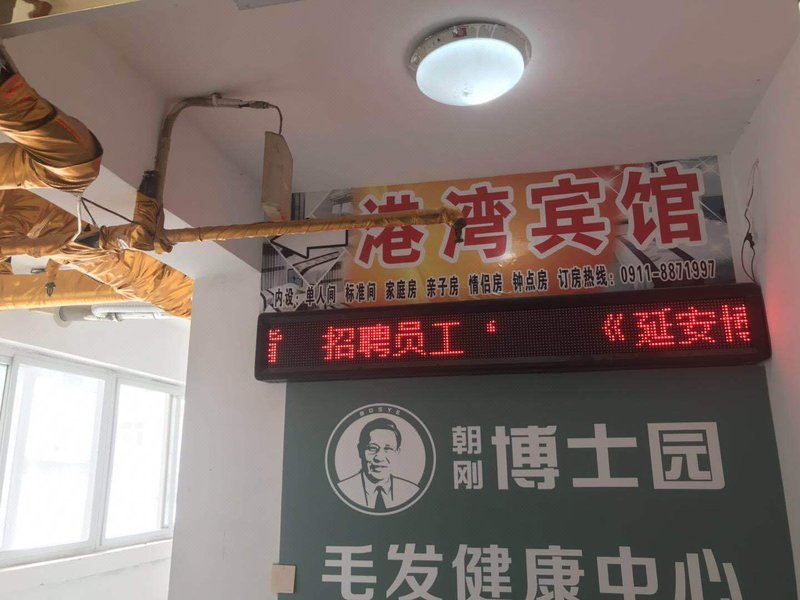 港湾宾馆
内设:单人间 标准间 家庭房 亲子房 情侣房 钟点房 订房热线:0911-8871997
招聘员工 “ 《延安博
BOSYE
朝刚 博士园
毛发健康中心